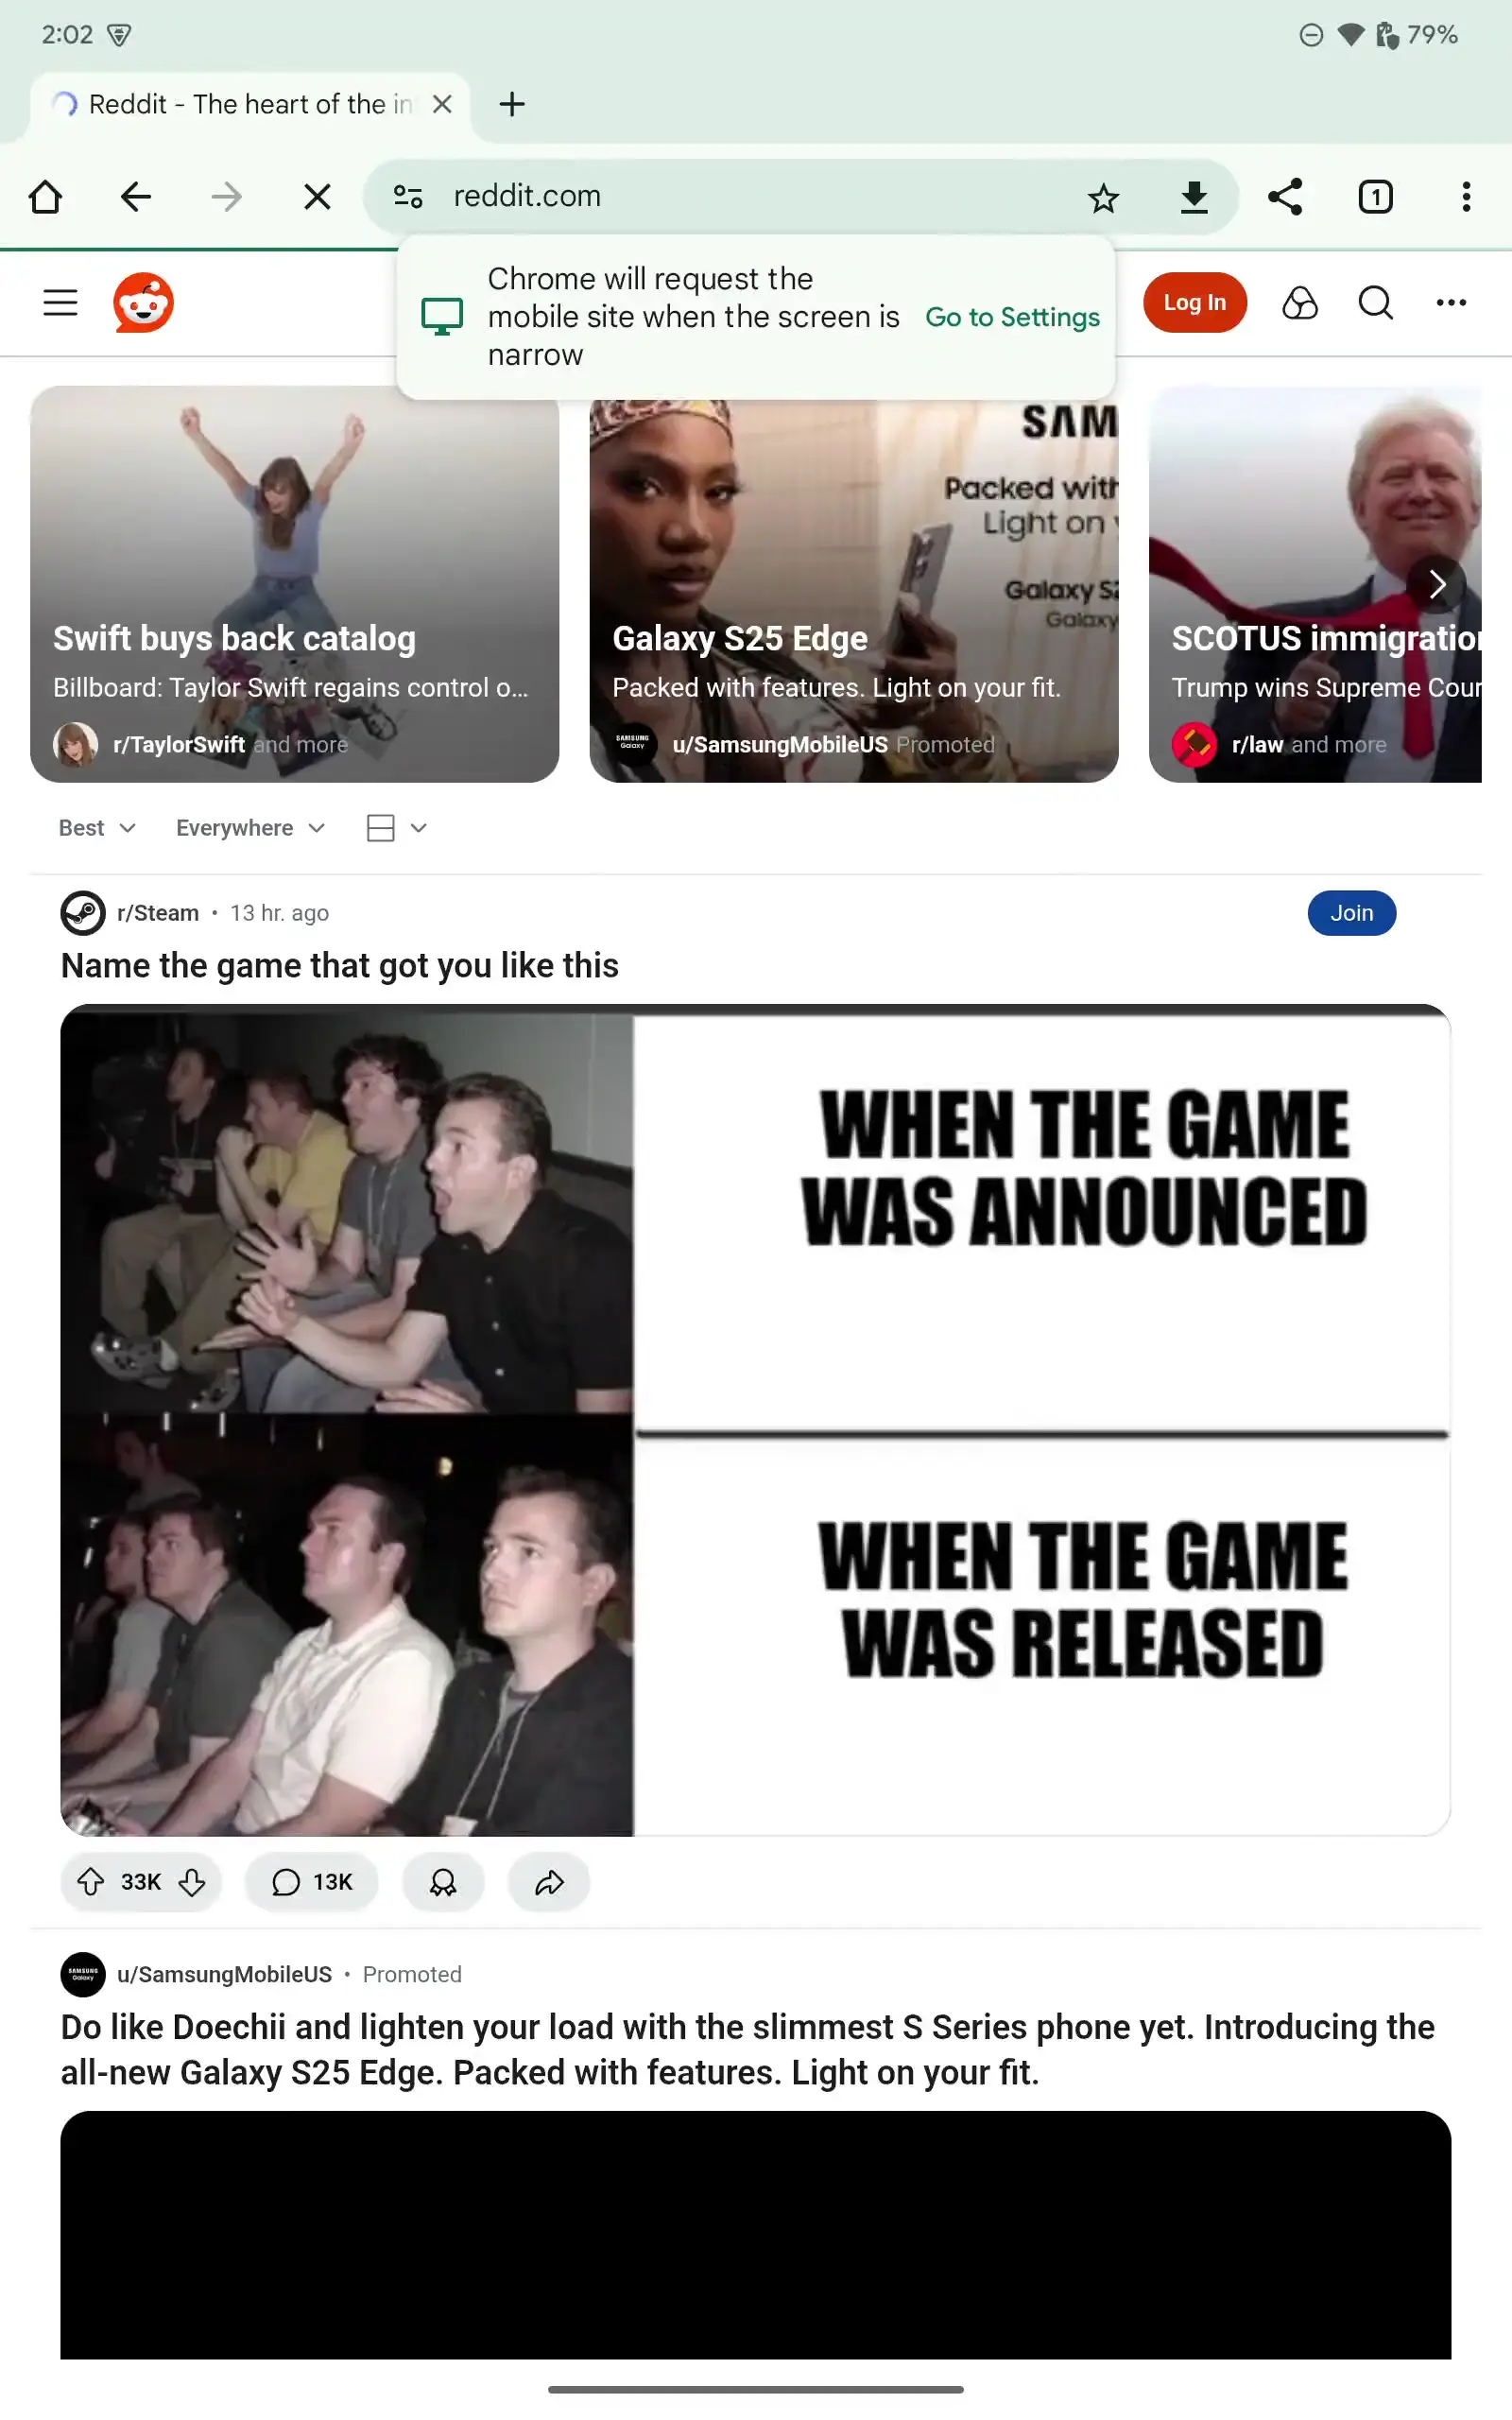 2:02
79%
Reddit - The heart of the in
reddit.com
1
Chrome will request the
mobile site when the screen is
narrow
Go to Settings
Log In
Swift buys back catalog
Billboard: Taylor Swift regains control o...
r/TaylorSwift and more
SAM
Packed with
Light on
Galaxy S2
Galaxy
Galaxy S25 Edge
Packed with features. Light on your fit.
SAMSUNG
Galaxy
u/SamsungMobileUS Promoted
SCOTUS immigration
Trump wins Supreme Cour
r/law and more
Best
Everywhere
r/Steam • 13 hr. ago
Join
Name the game that got you like this
WHEN THE GAME
WAS ANNOUNCED
WHEN THE GAME
WAS RELEASED
33K
13K
SAMSUNG
Galaxy
u/SamsungMobileUS • Promoted
Do like Doechii and lighten your load with the slimmest S Series phone yet. Introducing the
all-new Galaxy S25 Edge. Packed with features. Light on your fit.